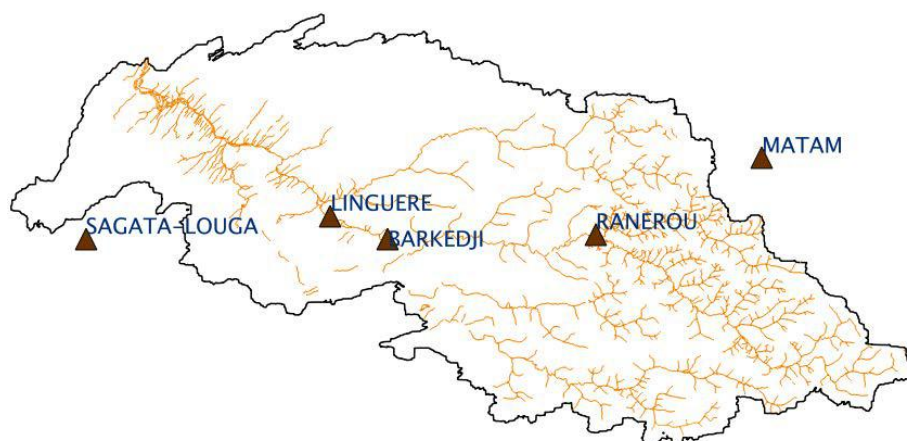 MATAM
LINGUERE
SAGATA-LOUGA
RANEROU
BARKEDJI